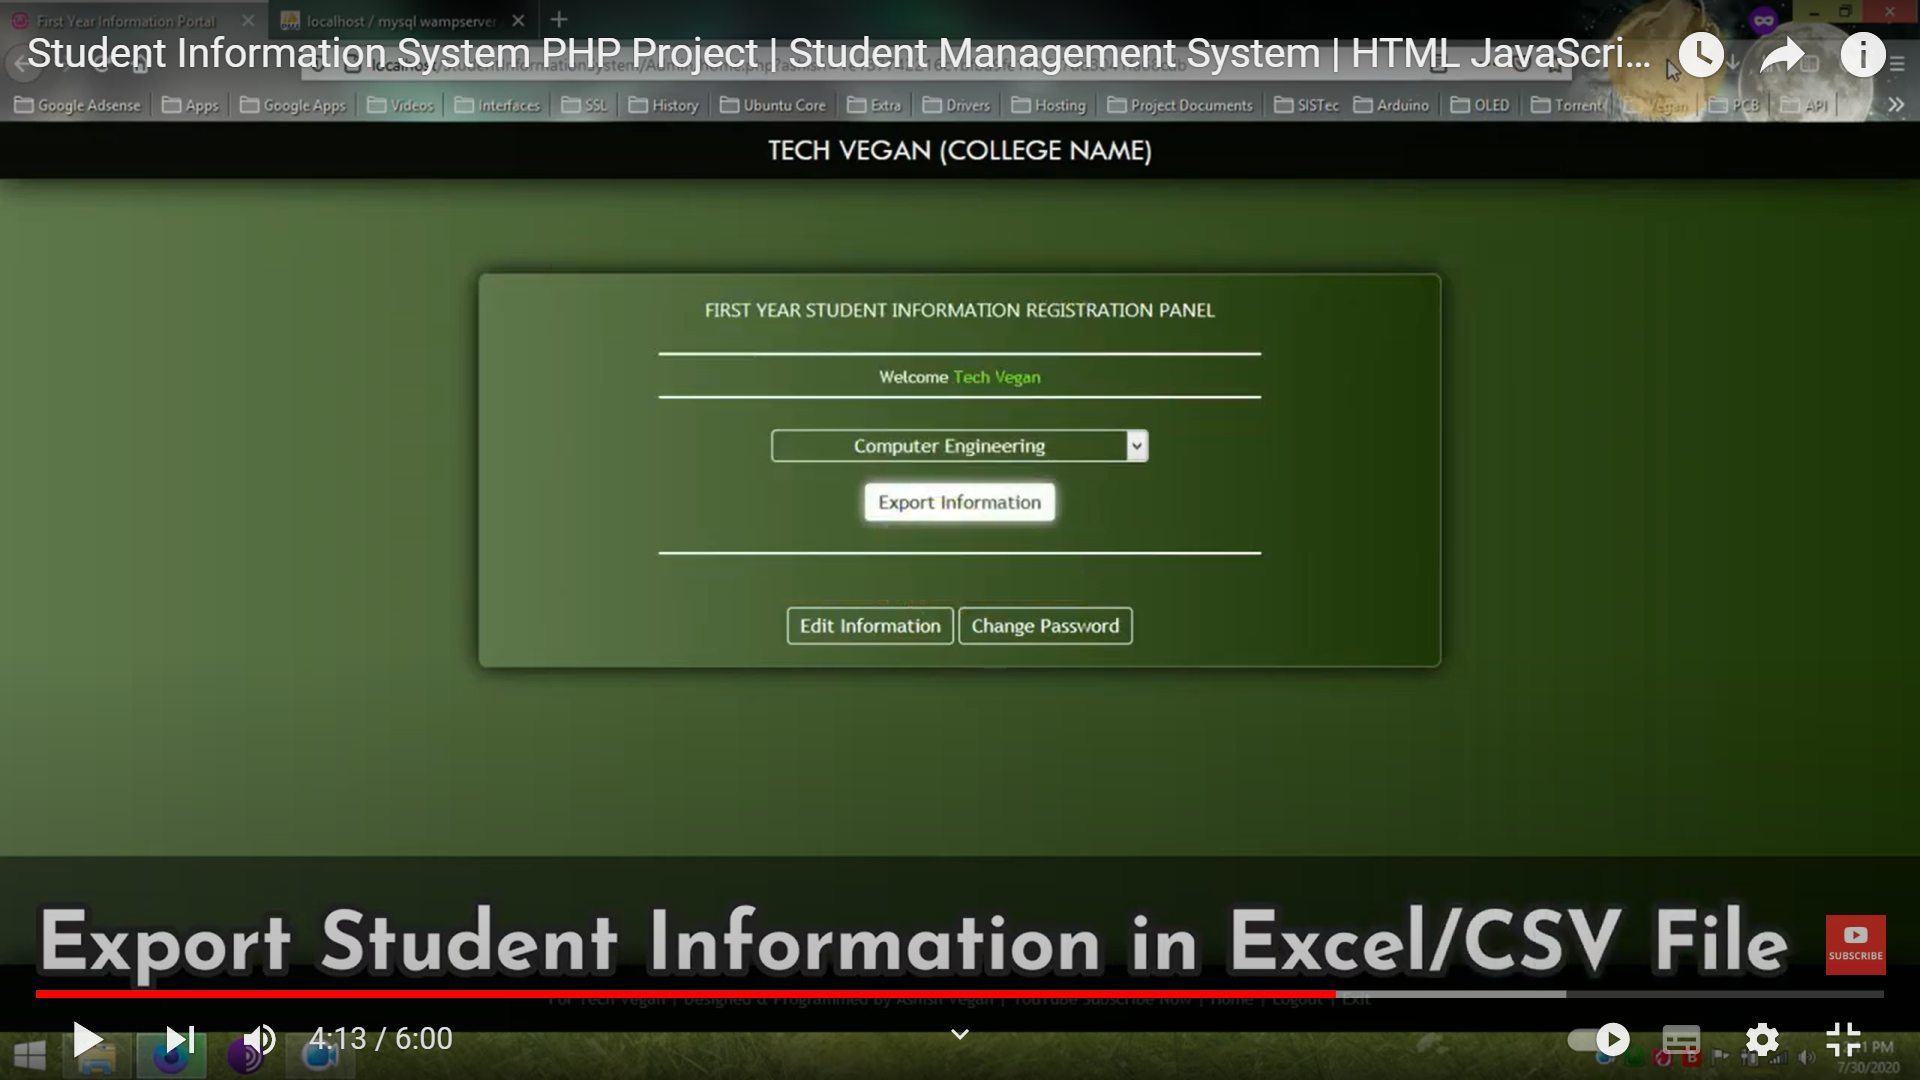 First Year Information Portal
localhost / mysql wampserver
Student Information System PHP Project | Student Management System | HTML JavaScri...
Google Adsense Apps Google Apps Videos Interfaces SSL History Ubuntu Core Extra Drivers Hosting Project Documents SISTec Arduino OLED Torrent Vegan PCB API
TECH VEGAN (COLLEGE NAME)
FIRST YEAR STUDENT INFORMATION REGISTRATION PANEL
Welcome Tech Vegan
Computer Engineering
Export Information
Edit Information Change Password
Export Student Information in Excel/CSV File
SUBSCRIBE
For Tech Vegan | Designed & Programmed By Ashish Vegan | YouTube Subscribe Now | Home | Logout | Exit
4:13 / 6:00
PM
7/30/2020